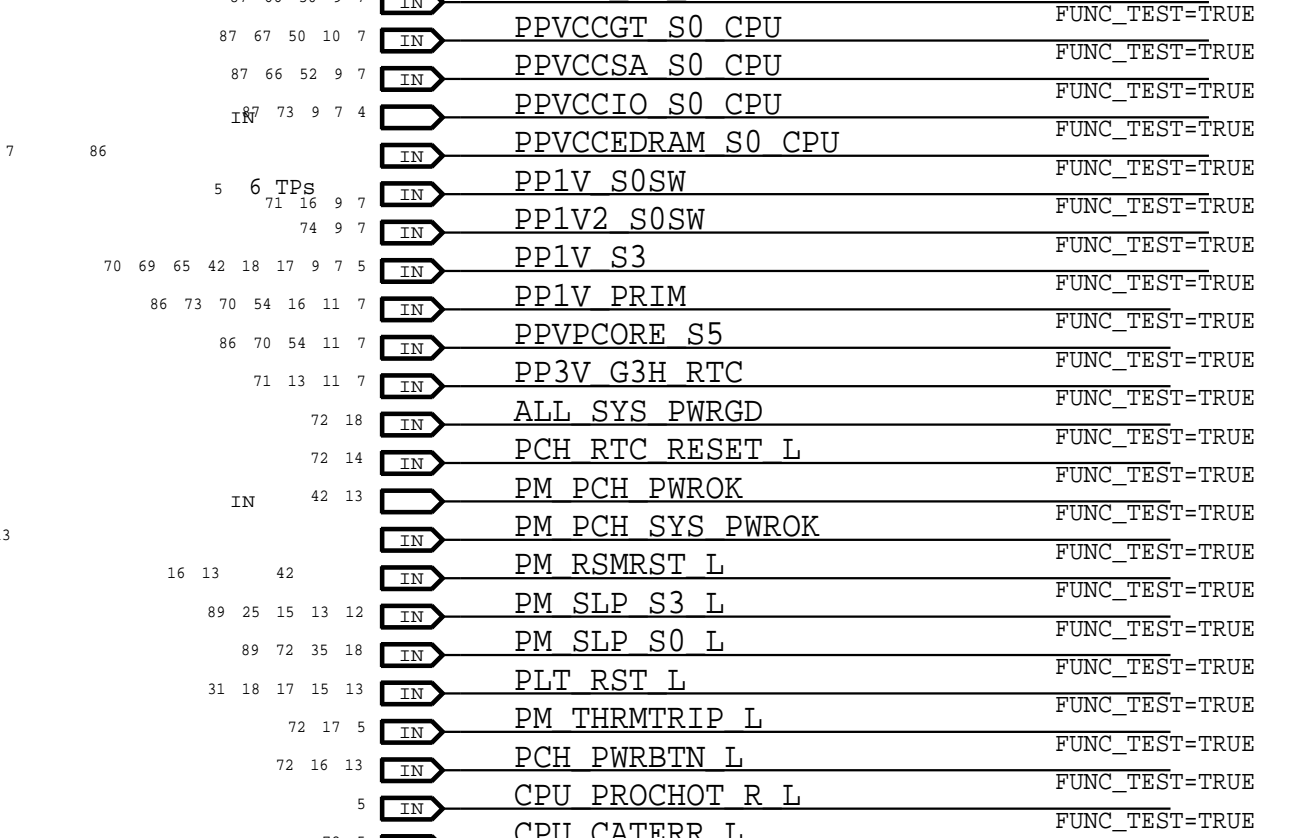 IN
FUNC_TEST=TRUE
87 67 50 10 7 IN PPVCCGT_S0_CPU
FUNC_TEST=TRUE
87 66 52 9 7 IN PPVCCSA_S0_CPU
FUNC_TEST=TRUE
IN 87 73 9 7 4 PPVCCIO_S0_CPU
FUNC_TEST=TRUE
7 86 IN PPVCCEDRAM_S0_CPU
FUNC_TEST=TRUE
5 6 TPs IN PP1V_S0SW
71 16 9 7 FUNC_TEST=TRUE
74 9 7 IN PP1V2_S0SW
FUNC_TEST=TRUE
70 69 65 42 18 17 9 7 5 IN PP1V_S3
FUNC_TEST=TRUE
86 73 70 54 16 11 7 IN PP1V_PRIM
FUNC_TEST=TRUE
86 70 54 11 7 IN PPVPCORE_S5
FUNC_TEST=TRUE
71 13 11 7 IN PP3V_G3H_RTC
FUNC_TEST=TRUE
72 18 IN ALL_SYS_PWRGD
FUNC_TEST=TRUE
72 14 IN PCH_RTC_RESET_L
FUNC_TEST=TRUE
IN 42 13 PM_PCH_PWROK
FUNC_TEST=TRUE
3 IN PM_PCH_SYS_PWROK
FUNC_TEST=TRUE
16 13 42 IN PM_RSMRST_L
FUNC_TEST=TRUE
89 25 15 13 12 IN PM_SLP_S3_L
FUNC_TEST=TRUE
89 72 35 18 IN PM_SLP_S0_L
FUNC_TEST=TRUE
31 18 17 15 13 IN PLT_RST_L
FUNC_TEST=TRUE
72 17 5 IN PM_THRMTRIP_L
FUNC_TEST=TRUE
72 16 13 IN PCH_PWRBTN_L
FUNC_TEST=TRUE
5 IN CPU_PROCHOT_R_L
FUNC_TEST=TRUE
CPU_CATERR_L